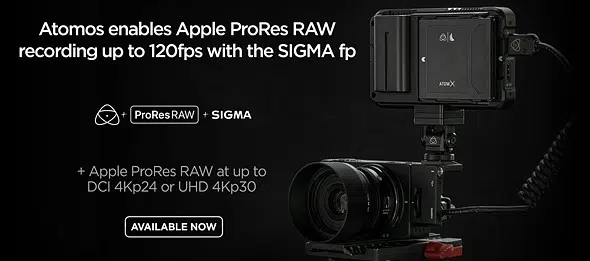 Atomos enables Apple ProRes RAW
recording up to 120fps with the SIGMA fp
+ ProRes RAW + SIGMA
+ Apple ProRes RAW at up to
DCI 4Kp24 or UHD 4Kp30
AVAILABLE NOW
ATOMX